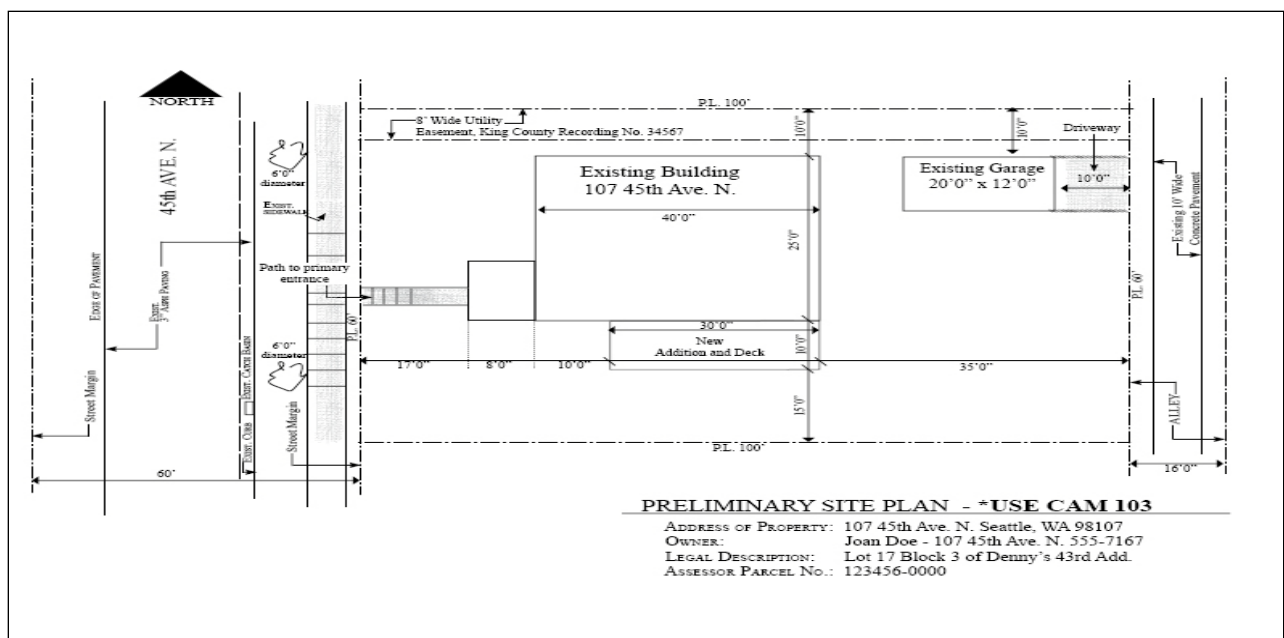 NORTH
45th AVE. N.
P.L. 100'
8' Wide Utility
Easement, King County Recording No. 34567
10'0"
10'0"
Driveway
6'0"
diameter
EXIST.
SIDEWALK
Existing Building
107 45th Ave. N.
40'0"
25'0"
Existing Garage
20'0" x 12'0"
10'0"
Existing 10' Wide
Concrete Pavement
EDGE OF PAVEMENT
EXIST.
3" ASPH PAVING
Path to primary
entrance
P.L. 60'
P.L. 60'
6'0"
diameter
30'0"
New
Addition and Deck
10'0"
17'0"
8'0"
10'0"
35'0"
15'0"
Street Margin
EXIST. CURB
EXIST. CATCH BASIN
Street Margin
ALLEY
P.L. 100'
60'
16'0"
PRELIMINARY SITE PLAN - *USE CAM 103
ADDRESS OF PROPERTY: 107 45th Ave. N. Seattle, WA 98107
OWNER: Joan Doe - 107 45th Ave. N. 555-7167
LEGAL DESCRIPTION: Lot 17 Block 3 of Denny's 43rd Add.
ASSESSOR PARCEL NO.: 123456-0000